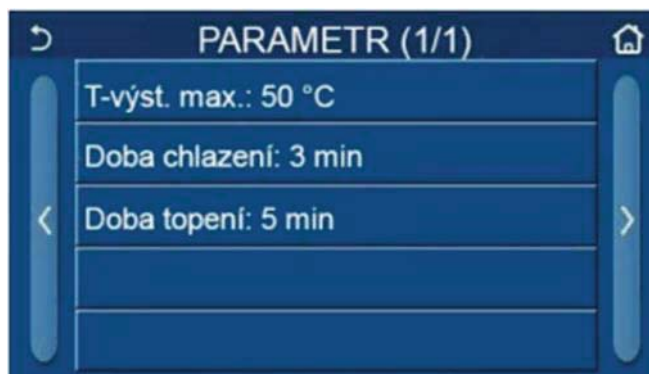 PARAMETR (1/1)
T-výst. max.: 50 °C
Doba chlazení: 3 min
Doba topení: 5 min